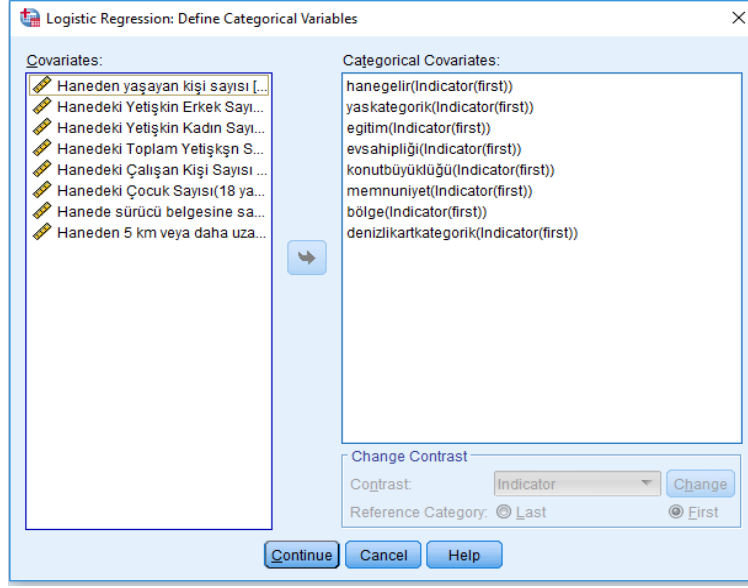 Logistic Regression: Define Categorical Variables
Covariates:
Haneden yaşayan kişi sayısı [...
Hanedeki Yetişkin Erkek Sayı...
Hanedeki Yetişkin Kadın Sayı...
Hanedeki Toplam Yetişkşn S...
Hanedeki Çalışan Kişi Sayısı ...
Hanedeki Çocuk Sayısı(18 ya...
Hanede sürücü belgesine sa...
Haneden 5 km veya daha uza...
Categorical Covariates:
hanegelir(Indicator(first))
yaskategorik(Indicator(first))
egitim(Indicator(first))
evsahipliği(Indicator(first))
konutbüyüklüğü(Indicator(first))
memnuniyet(Indicator(first))
bölge(Indicator(first))
denizlikartkategorik(Indicator(first))
Change Contrast
Contrast: Indicator Change
Reference Category: Last First
Continue Cancel Help